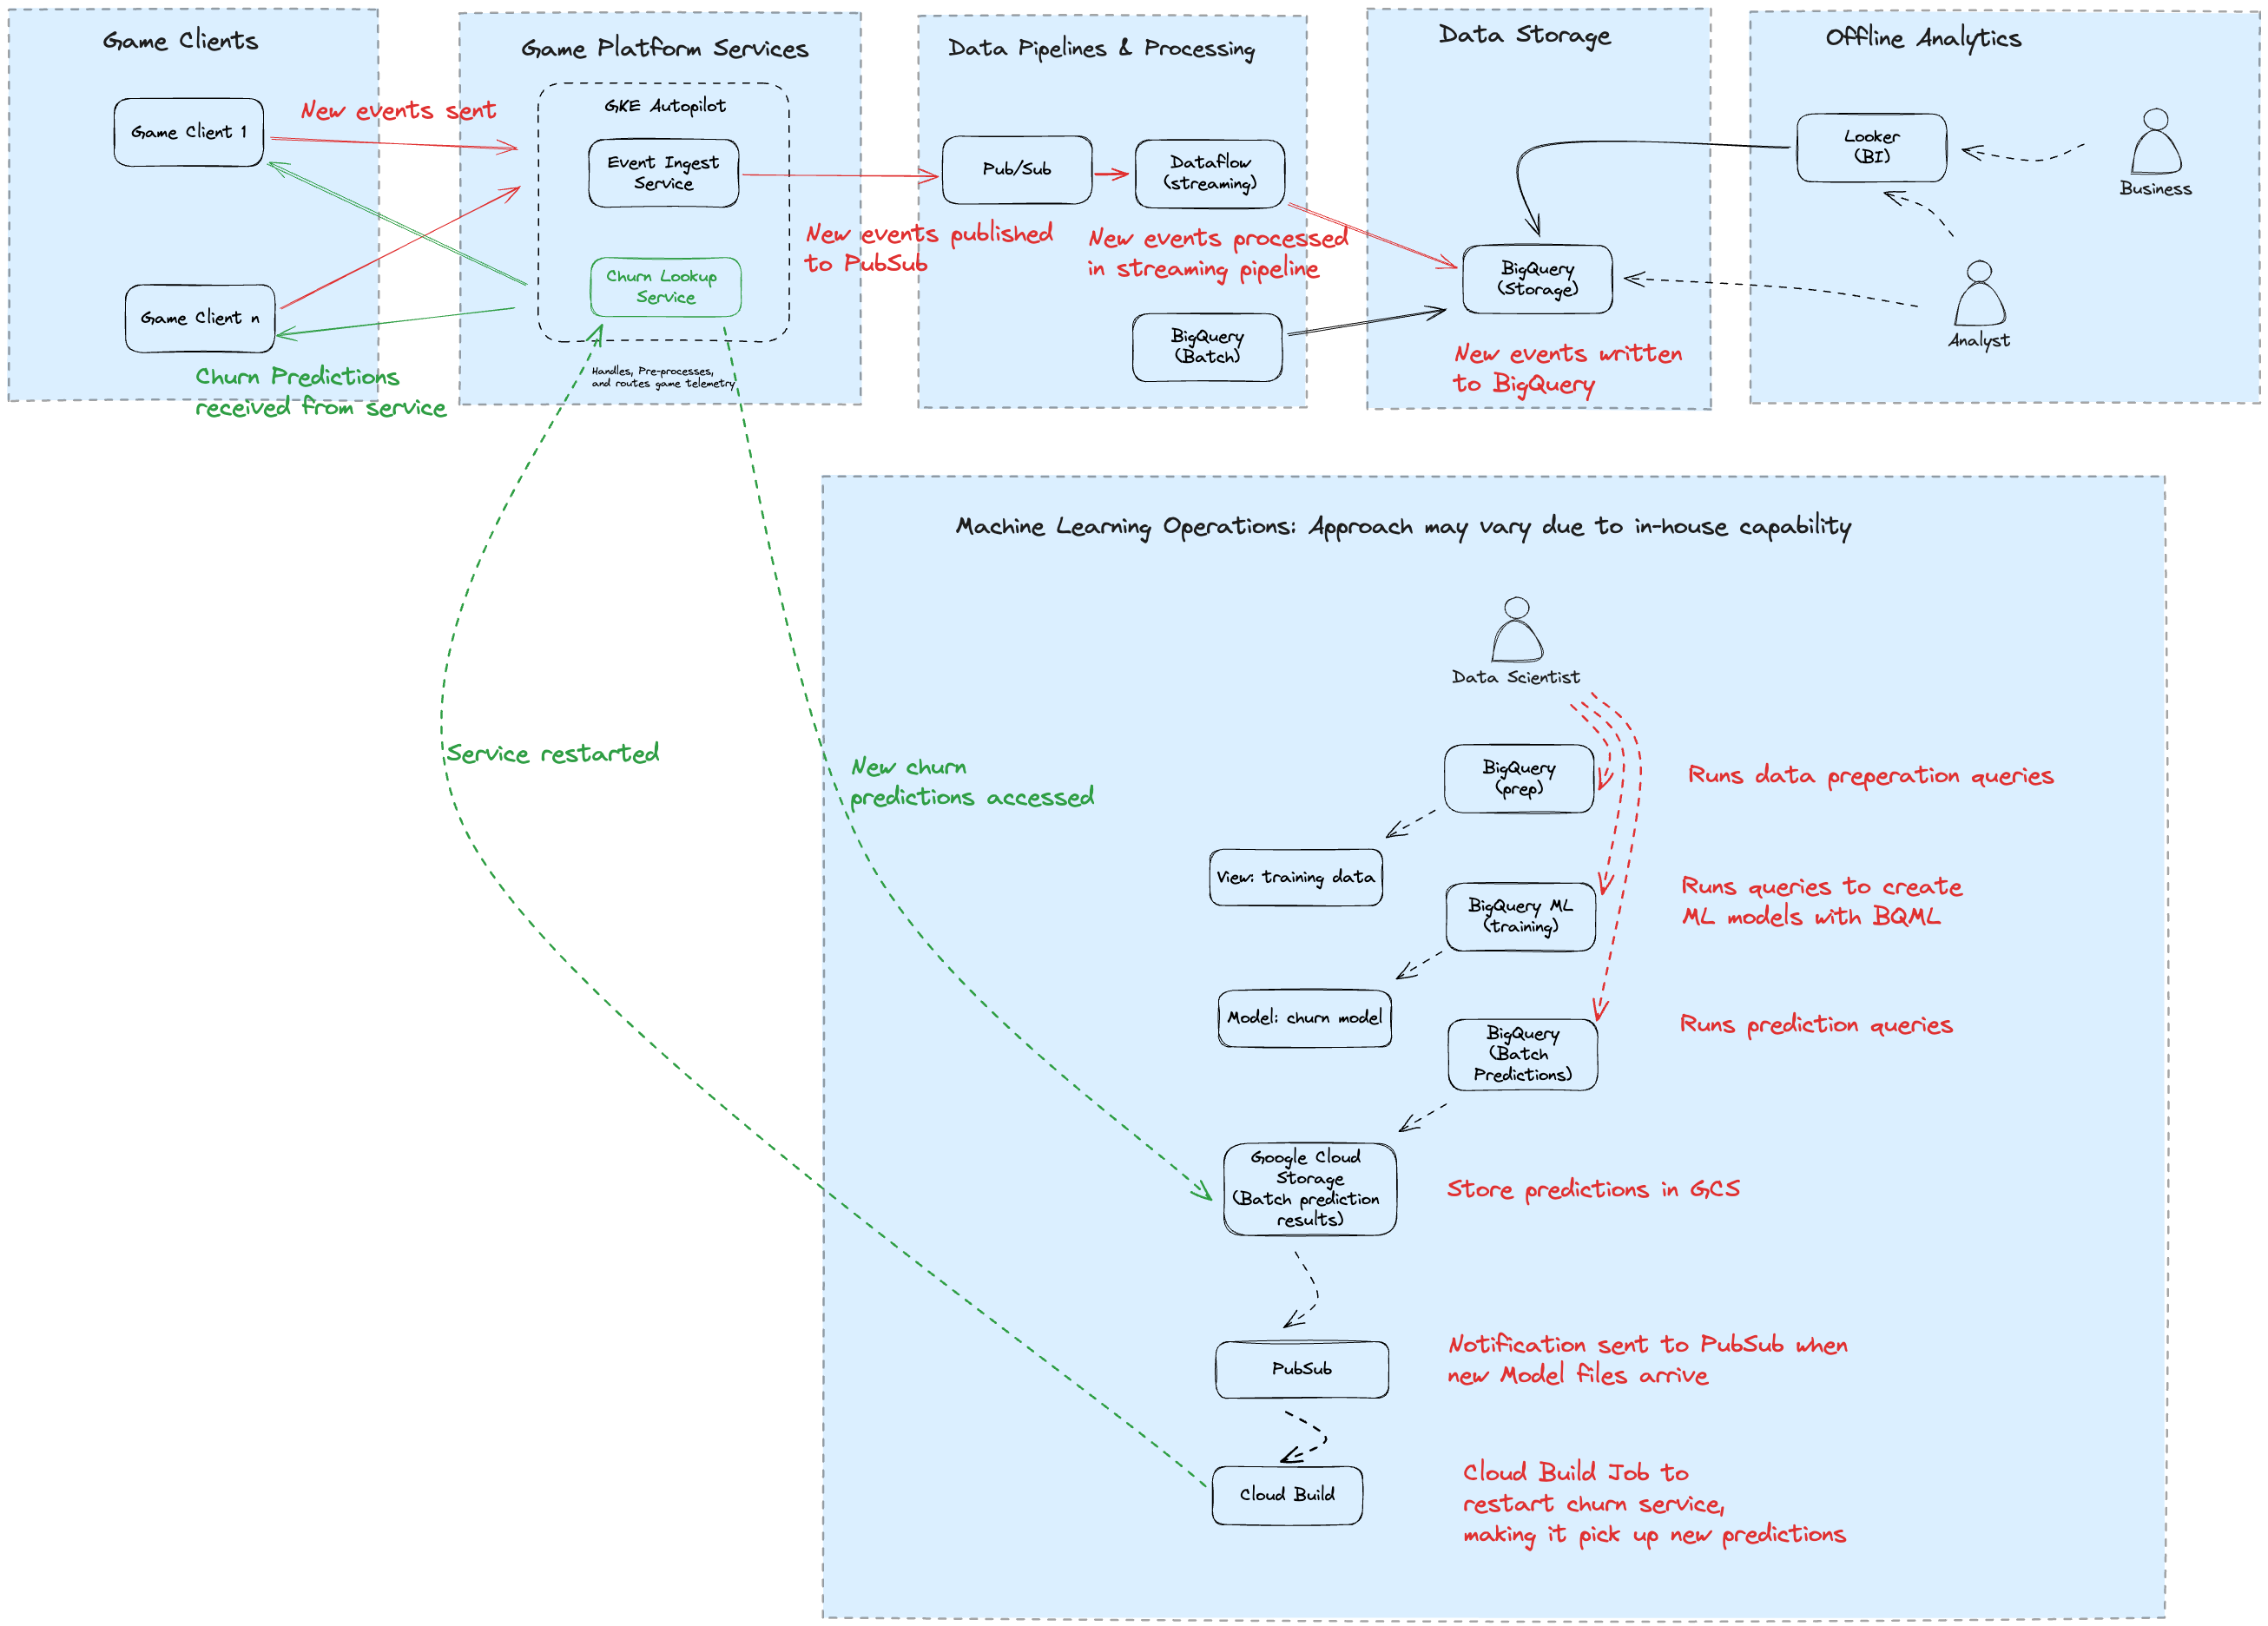 Game Clients
Game Client 1
Game Client n
New events sent
Churn Predictions
received from service
Game Platform Services
GKE Autopilot
Event Ingest
Service
Churn Lookup
Service
Handles, Pre-processes,
and routes game telemetry
Data Pipelines & Processing
Pub/Sub
Dataflow
(streaming)
New events published
to PubSub
New events processed
in streaming pipeline
BigQuery
(Batch)
Data Storage
BigQuery
(Storage)
New events written
to BigQuery
Offline Analytics
Looker
(BI)
Business
Analyst
Machine Learning Operations: Approach may vary due to in-house capability
Data Scientist
Service restarted
New churn
predictions accessed
BigQuery
(prep)
Runs data preperation queries
View: training data
BigQuery ML
(training)
Runs queries to create
ML models with BQML
Model: churn model
BigQuery
(Batch
Predictions)
Runs prediction queries
Google Cloud
Storage
(Batch prediction
results)
Store predictions in GCS
PubSub
Notification sent to PubSub when
new Model files arrive
Cloud Build
Cloud Build Job to
restart churn service,
making it pick up new predictions